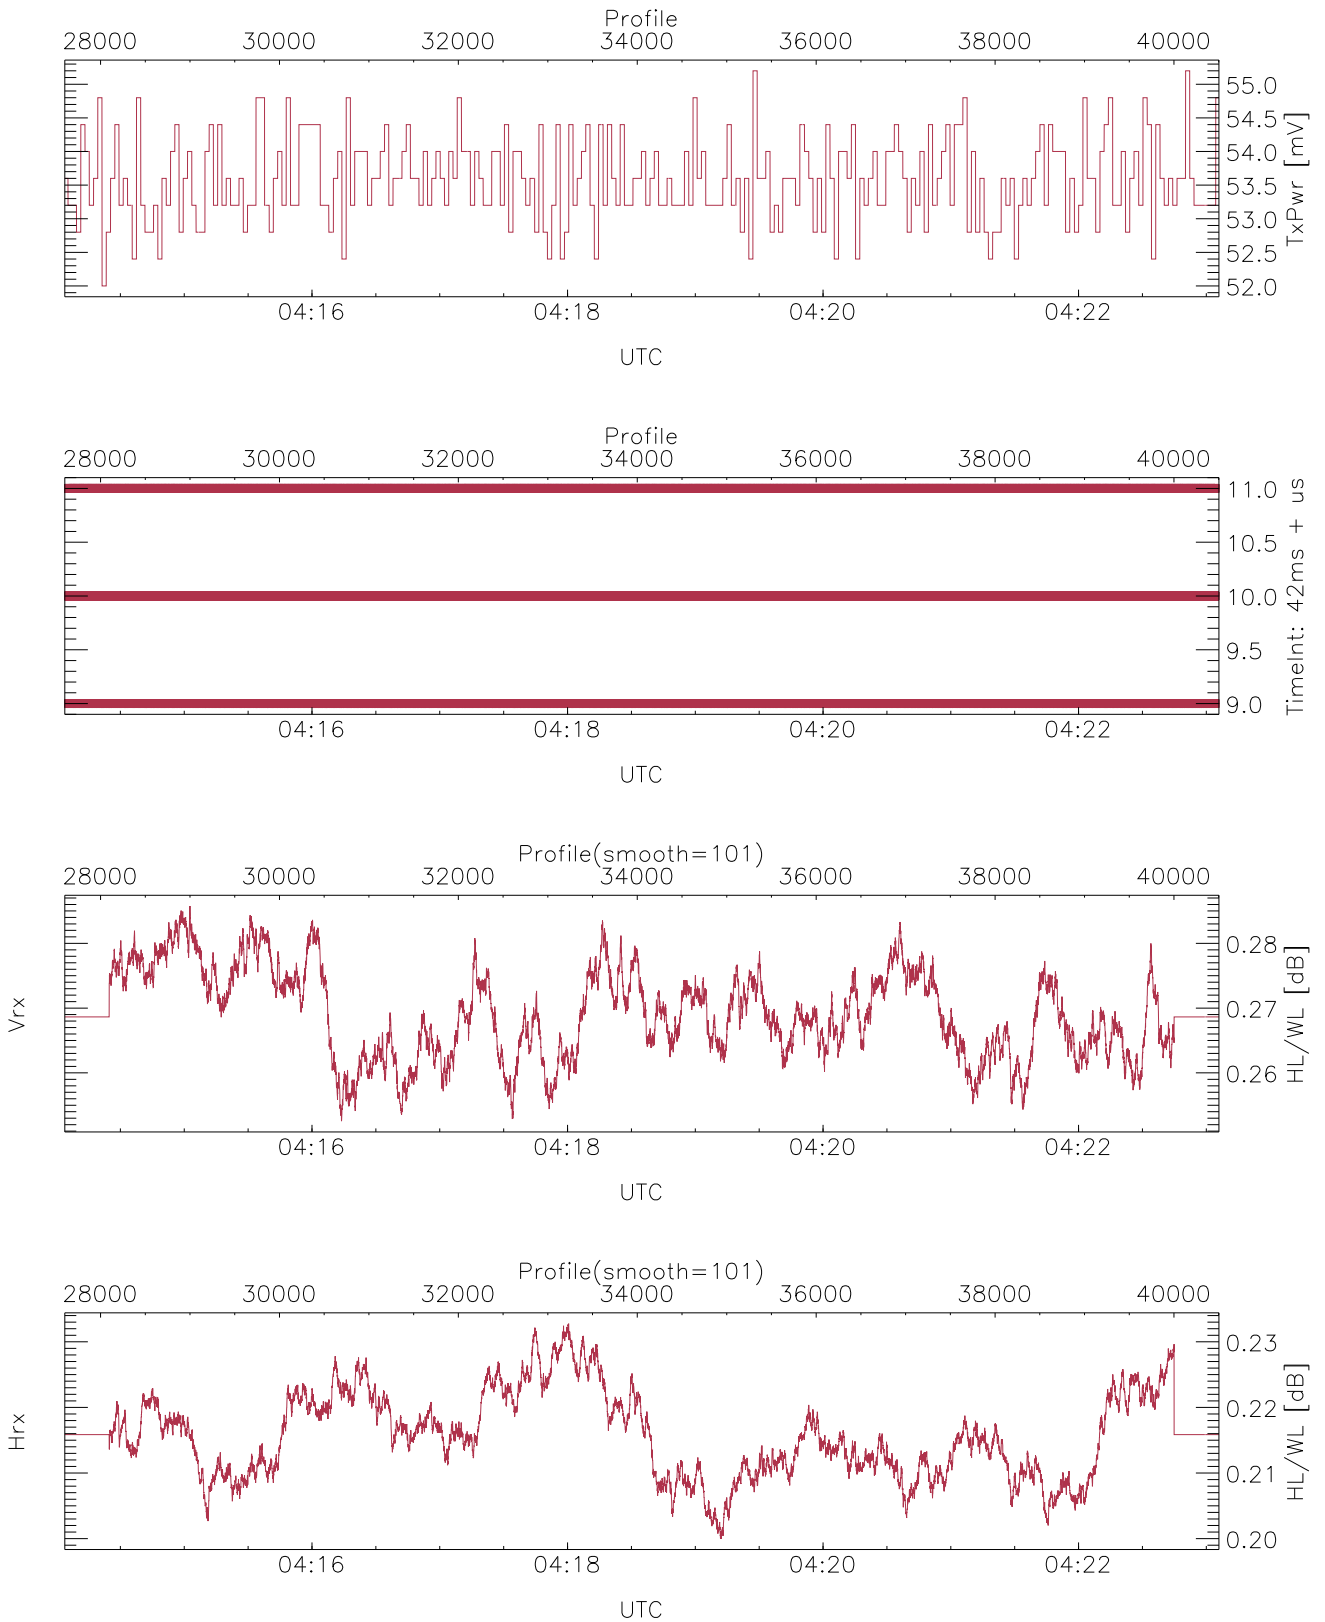 Profile
28000 30000 32000 34000 36000 38000 40000
55.0
54.5
54.0
53.5
53.0
52.5
52.0
TxPwr [mV]
04:16 04:18 04:20 04:22
UTC
Profile
28000 30000 32000 34000 36000 38000 40000
11.0
10.5
10.0
9.5
9.0
TimeInt: 42ms + us
04:16 04:18 04:20 04:22
UTC
Profile(smooth=101)
28000 30000 32000 34000 36000 38000 40000
Vrx
0.28
0.27
0.26
HL/WL [dB]
04:16 04:18 04:20 04:22
UTC
Profile(smooth=101)
28000 30000 32000 34000 36000 38000 40000
Hrx
0.23
0.22
0.21
0.20
HL/WL [dB]
04:16 04:18 04:20 04:22
UTC